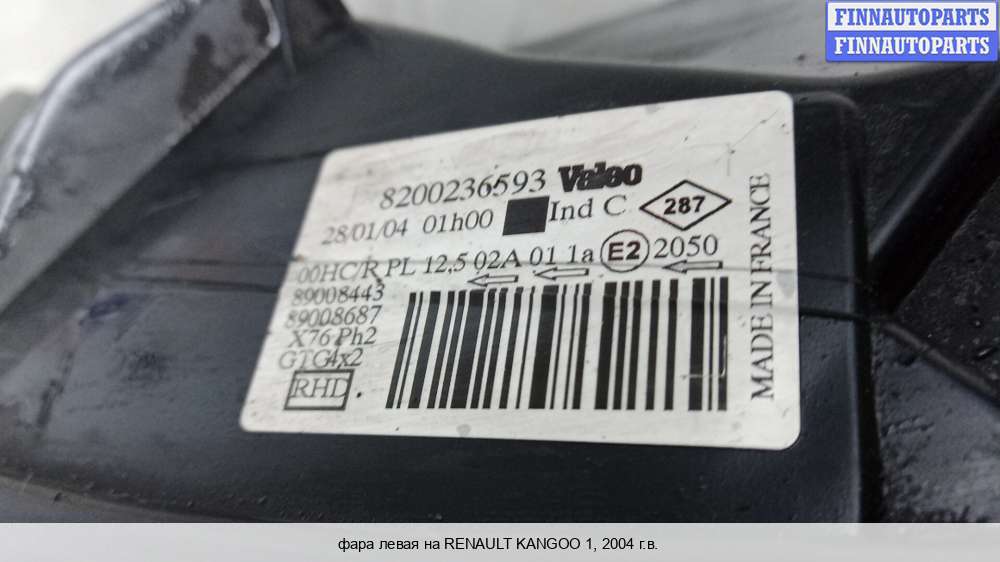 FINNAUTOPARTS
FINNAUTOPARTS
8200236593 Valeo
28/01/04 01h00 Ind C 287
00HC/R PL 12,5 02A 01 1a E2 2050
89008443
89008687
X76 Ph2
GTG4x2
RHD
MADE IN FRANCE
фара левая на RENAULT KANGOO 1, 2004 г.в.